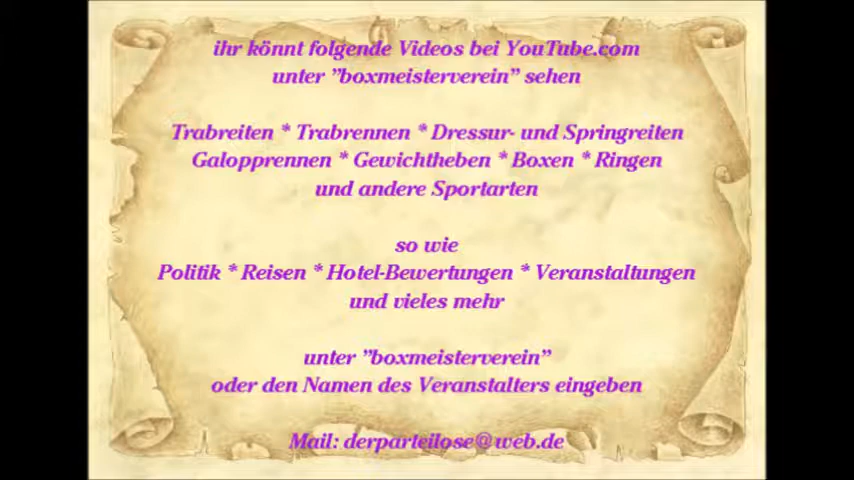 ihr könnt folgende Videos bei YouTube.com
unter "boxmeisterverein" sehen
Trabreiten * Trabrennen * Dressur- und Springreiten
Galopprennen * Gewichtheben * Boxen * Ringen
und andere Sportarten
so wie
Politik * Reisen * Hotel-Bewertungen * Veranstaltungen
und vieles mehr
unter "boxmeisterverein"
oder den Namen des Veranstalters eingeben
Mail: derparteilose@web.de